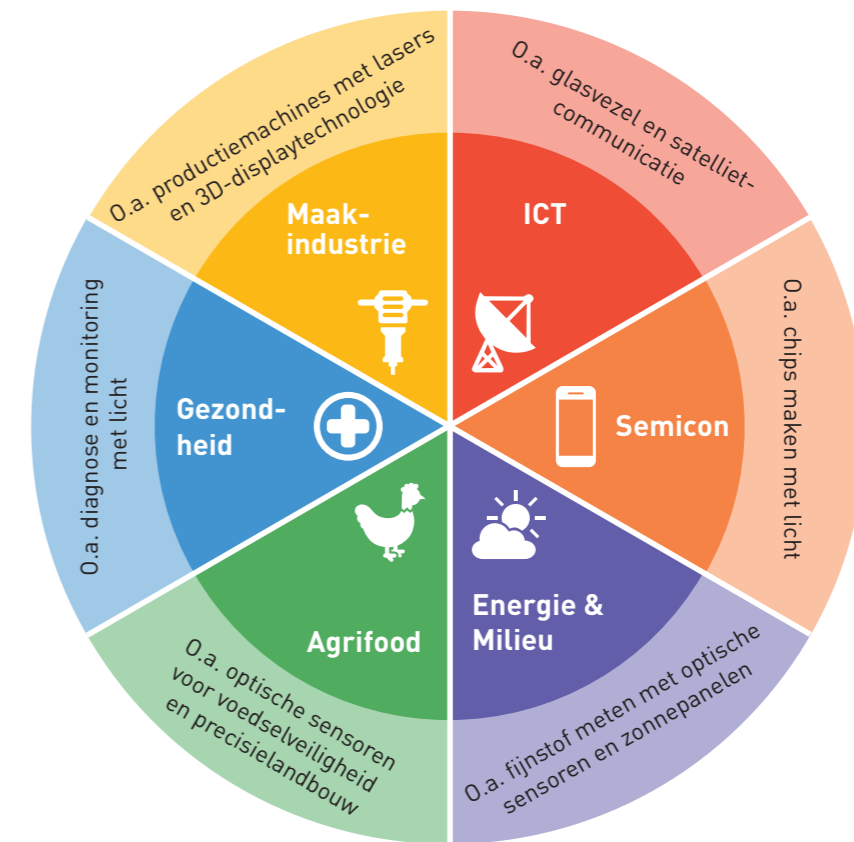 O.a. productiemachines met lasers
en 3D-displaytechnologie
Maak-
industrie
O.a. glasvezel en satelliet-
communicatie
ICT
O.a. chips maken met licht
Semicon
O.a. fijnstof meten met optische
sensoren en zonnepanelen
Energie &
Milieu
O.a. optische sensoren
voor voedselveiligheid
en precisielandbouw
Agrifood
O.a. diagnose en monitoring
met licht
Gezond-
heid